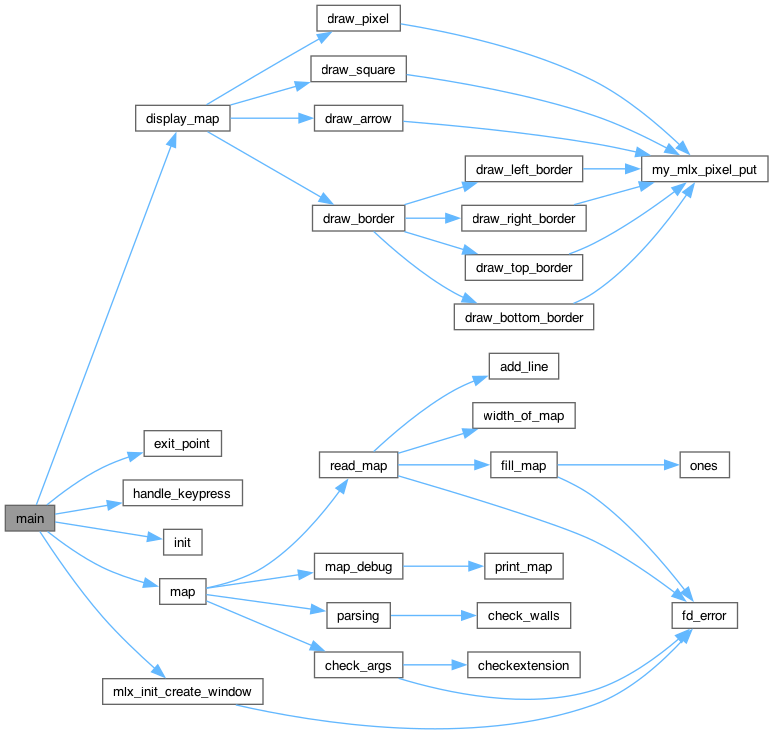 draw_pixel
draw_square
display_map
draw_arrow
draw_left_border
my_mlx_pixel_put
draw_border
draw_right_border
draw_top_border
draw_bottom_border
add_line
width_of_map
exit_point
read_map
fill_map
ones
handle_keypress
main
init
map_debug
print_map
map
parsing
check_walls
fd_error
check_args
checkextension
mlx_init_create_window